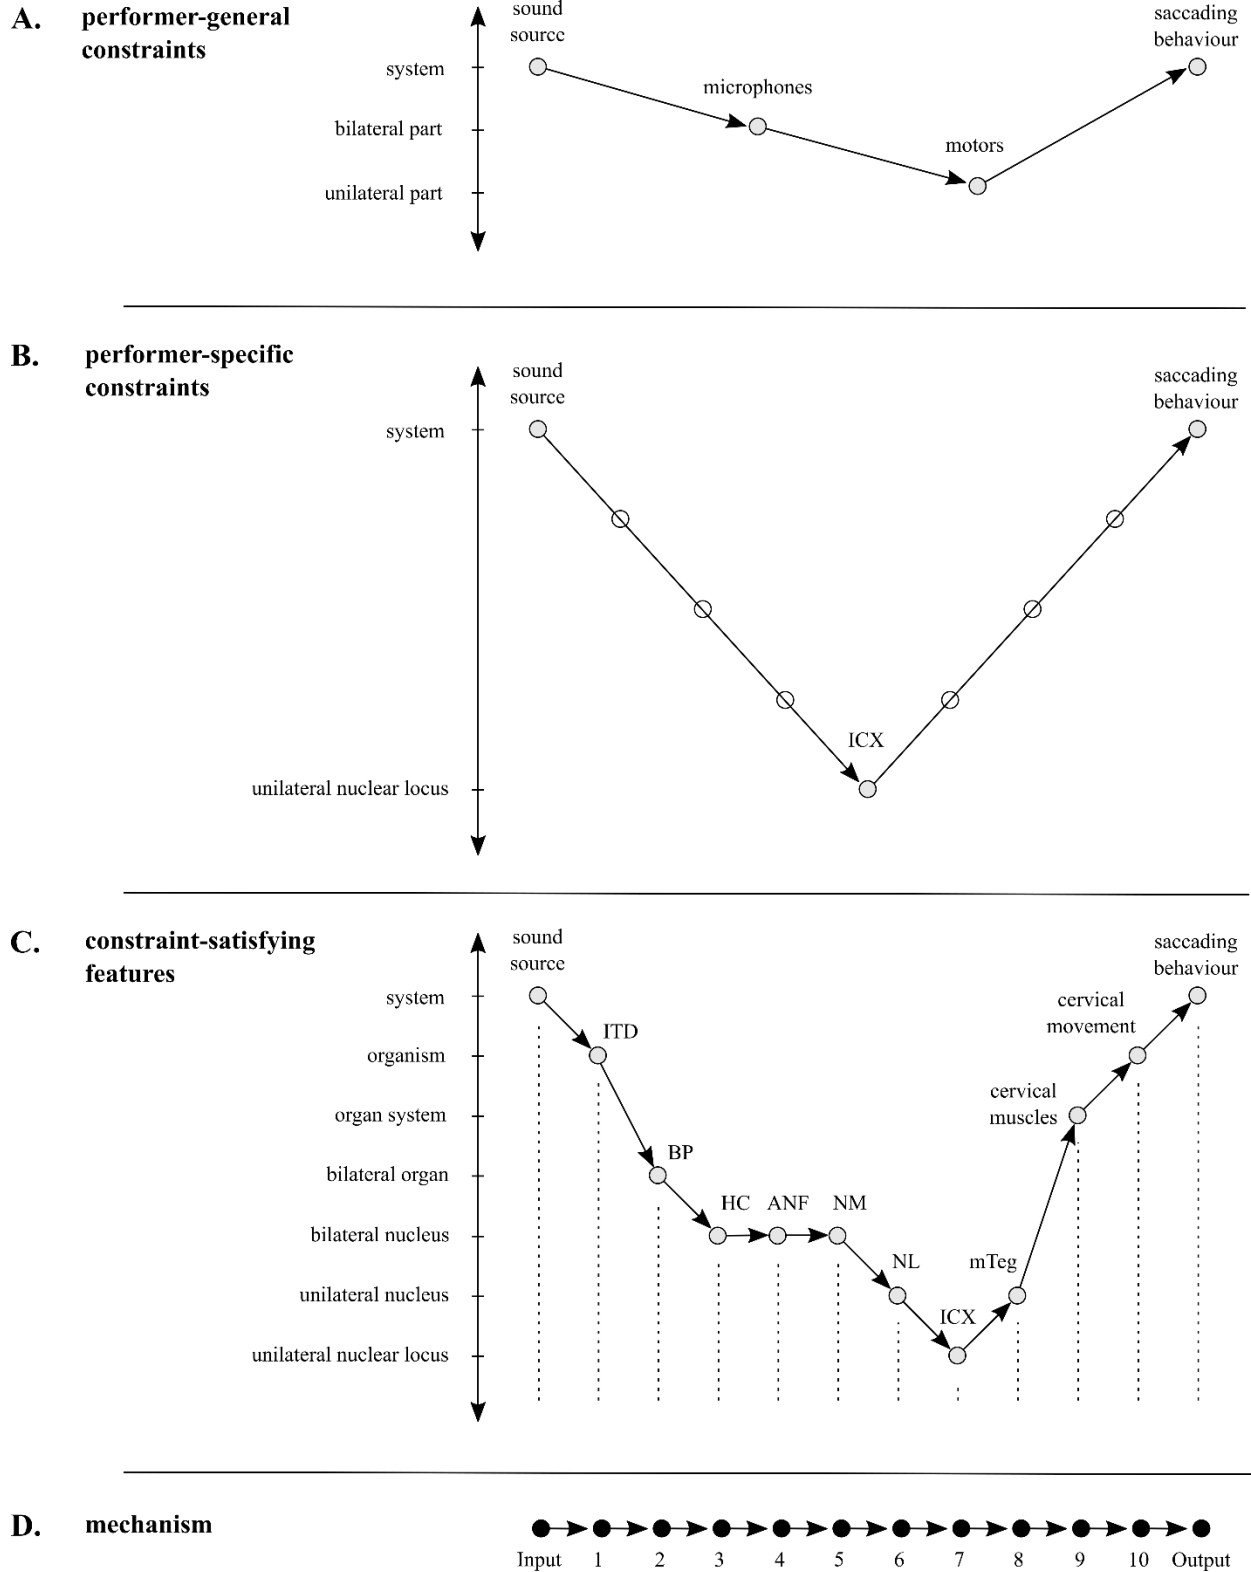 A. performer-general
constraints
sound
source
saccading
behaviour
system
microphones
bilateral part
motors
unilateral part
B. performer-specific
constraints
sound
source
saccading
behaviour
system
ICX
unilateral nuclear locus
C. constraint-satisfying
features
sound
source
saccading
behaviour
system
cervical
movement
ITD
organism
cervical
muscles
organ system
BP
bilateral organ
HC ANF NM
bilateral nucleus
NL mTeg
unilateral nucleus
ICX
unilateral nuclear locus
D. mechanism
Input 1 2 3 4 5 6 7 8 9 10 Output